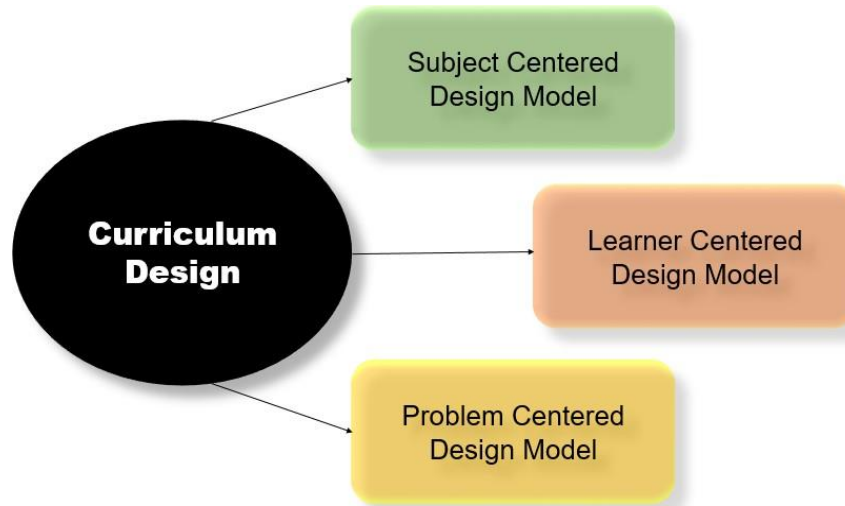 Subject Centered
Design Model
Curriculum
Design
Learner Centered
Design Model
Problem Centered
Design Model